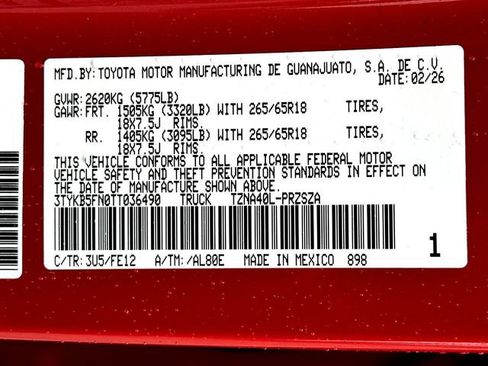 MFD.BY:TOYOTA MOTOR MANUFACTURING DE GUANAJUATO, S.A. DE C.V.
DATE:02/26
GVWR:2620KG (5775LB)
GAWR:FRT. 1505KG (3320LB) WITH 265/65R18 TIRES,
18X7.5J RIMS.
RR. 1405KG (3095LB) WITH 265/65R18 TIRES,
18X7.5J RIMS.
THIS VEHICLE CONFORMS TO ALL APPLICABLE FEDERAL MOTOR
VEHICLE SAFETY AND THEFT PREVENTION STANDARDS IN EFFECT ON
THE DATE OF MANUFACTURE SHOWN ABOVE.
3TYKB5FN0TT036490 TRUCK TZNA40L-PRZSZA
C/TR:3U5/FE12 A/TM:/AL80E MADE IN MEXICO 898
1